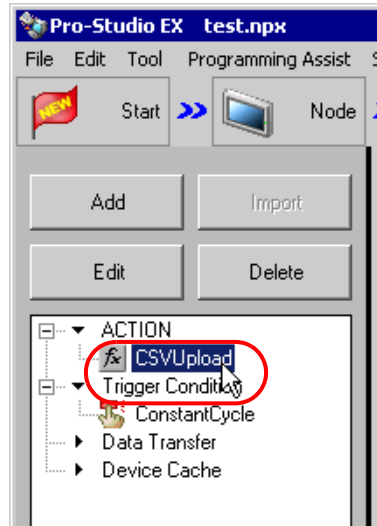 Pro-Studio EX test.npx
File Edit Tool Programming Assist
NEW Start Node
Add Import
Edit Delete
ACTION
fx CSVUpload
Trigger Condition
ConstantCycle
Data Transfer
Device Cache